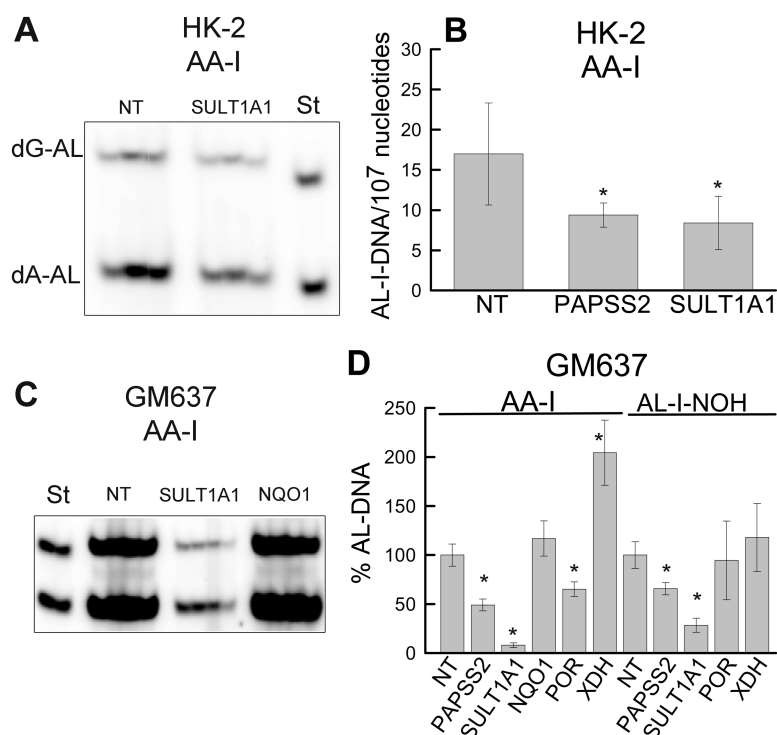 A
HK-2
AA-I
NT SULT1A1 St
dG-AL
dA-AL
B
HK-2
AA-I
AL-I-DNA/10⁷ nucleotides
30
25
20
15
10
5
0
* *
NT PAPSS2 SULT1A1
C
GM637
AA-I
St NT SULT1A1 NQO1
D
GM637
AA-I AL-I-NOH
% AL-DNA
250
200
150
100
50
0
* * * * * *
NT PAPSS2 SULT1A1 NQO1 POR XDH NT PAPSS2 SULT1A1 POR XDH